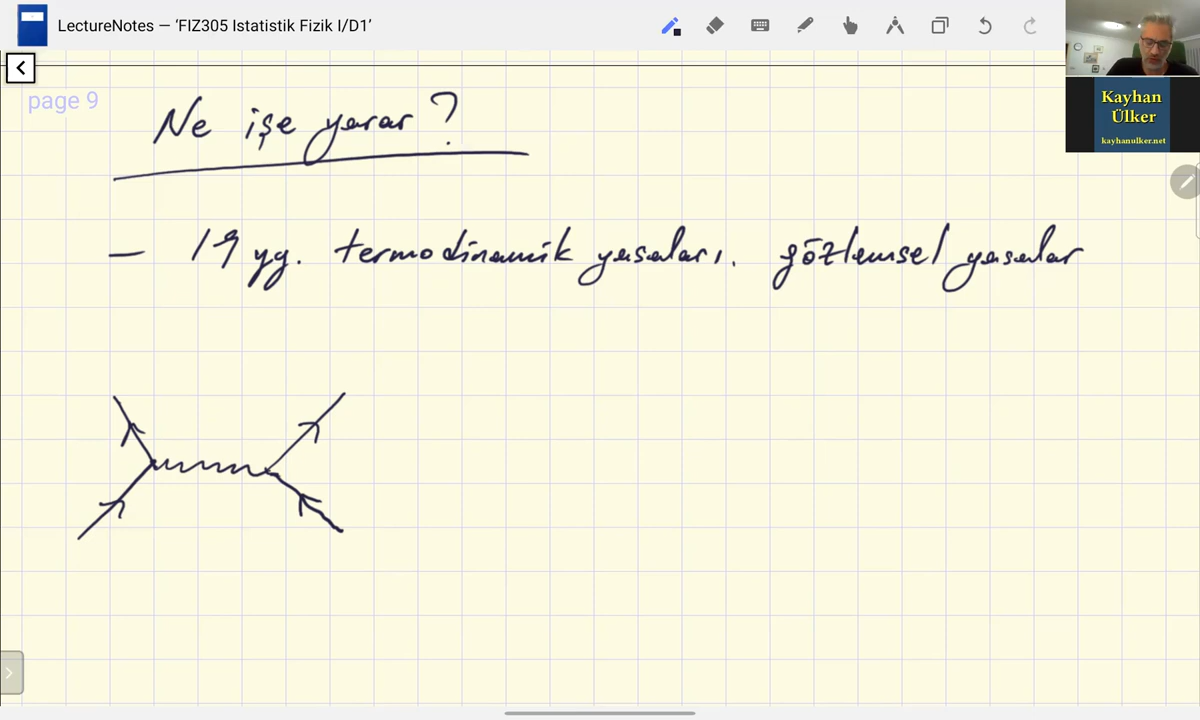 LectureNotes — ‘FIZ305 Istatistik Fizik I/D1’
Kayhan
Ülker
kayhanulker.net
page 9
Ne işe yarar?
— 19 yy. termodinamik yasaları. gözlemsel yasalar